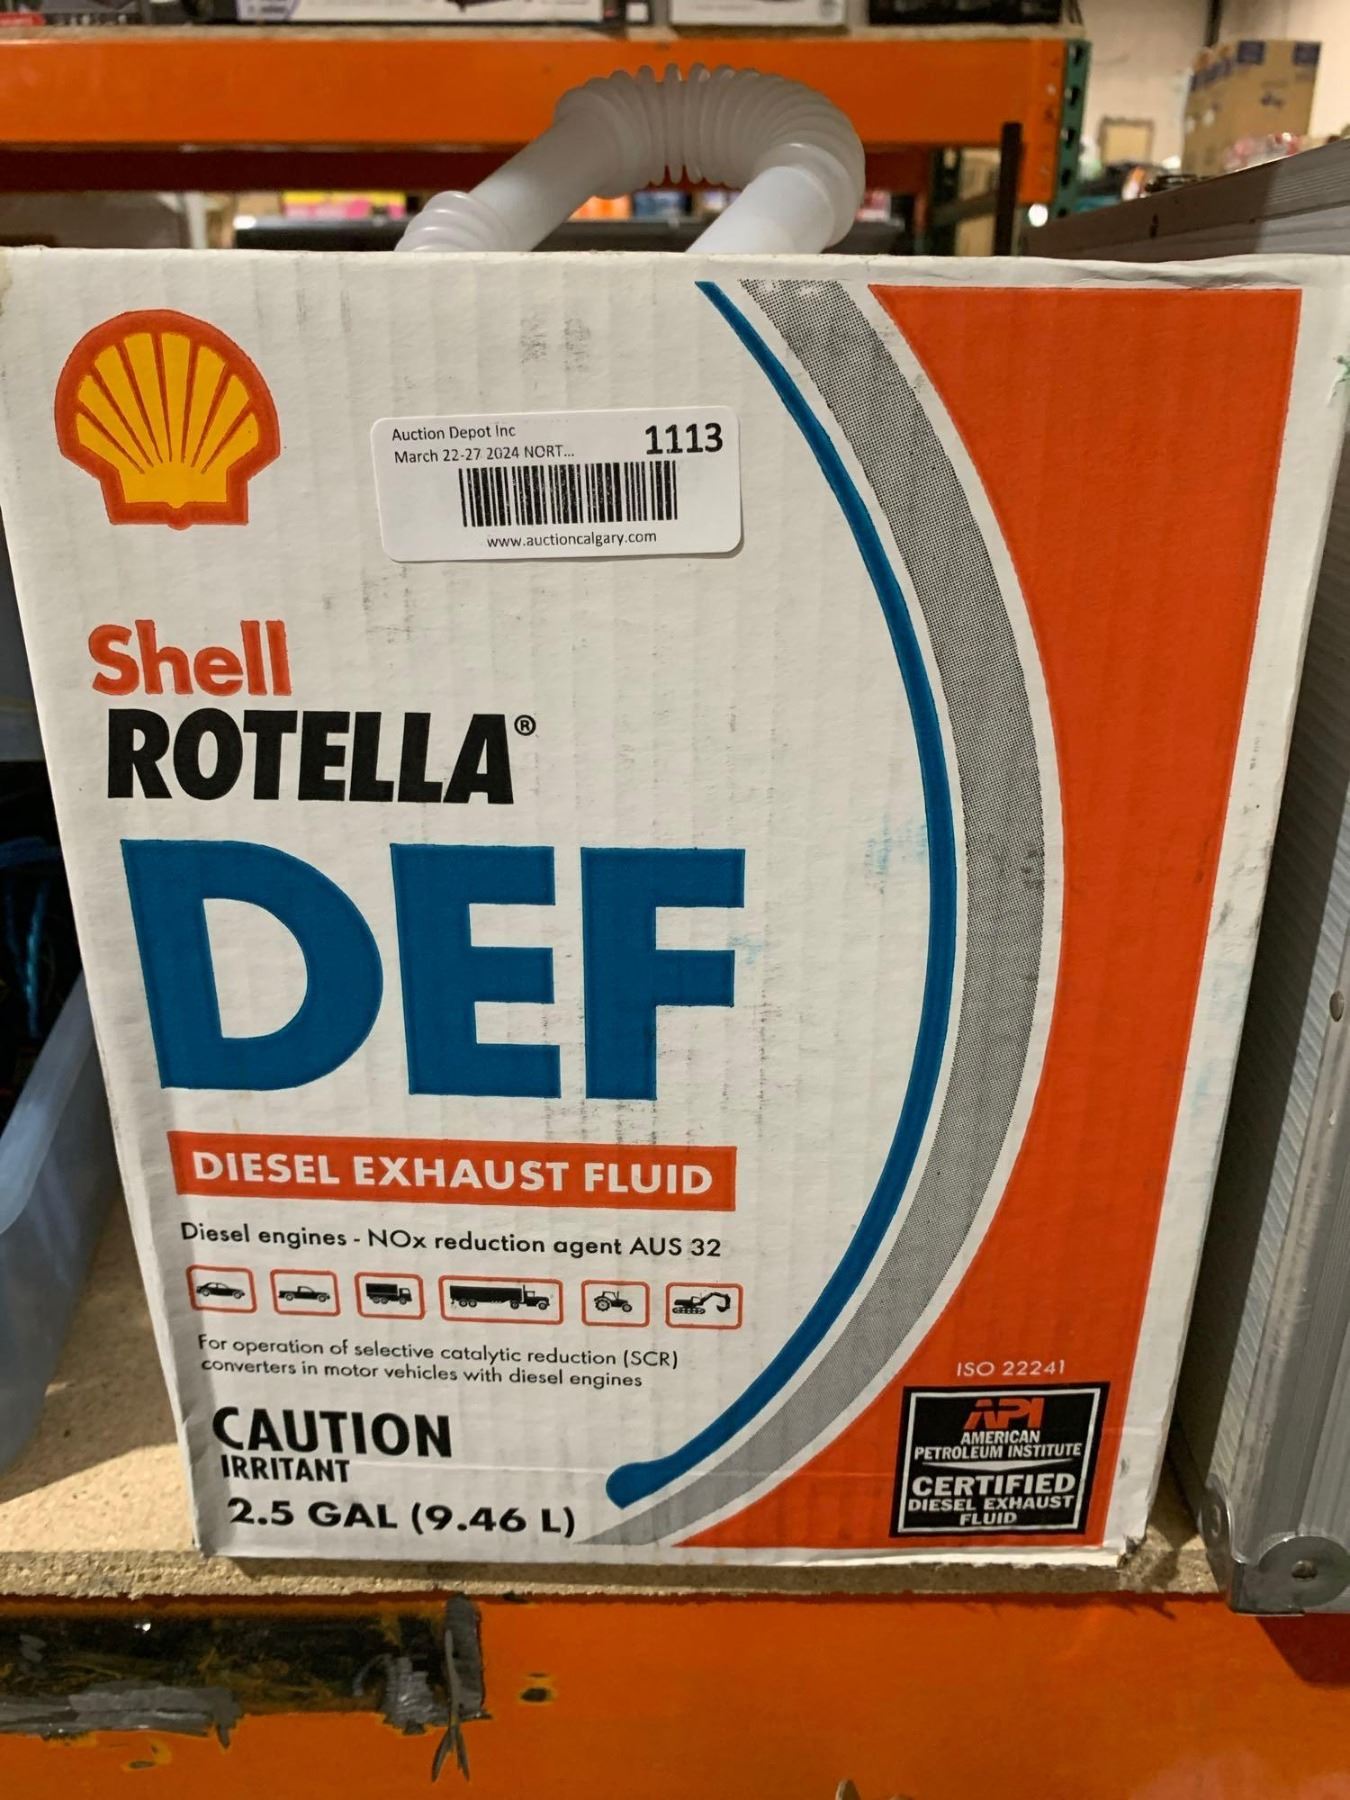 Auction Depot Inc
1113
March 22-27 2024 NORT...
www.auctioncalgary.com
Shell
ROTELLA®
DEF
DIESEL EXHAUST FLUID
Diesel engines - NOx reduction agent AUS 32
For operation of selective catalytic reduction (SCR)
converters in motor vehicles with diesel engines
CAUTION
IRRITANT
2.5 GAL (9.46 L)
ISO 22241
API
AMERICAN
PETROLEUM INSTITUTE
CERTIFIED
DIESEL EXHAUST
FLUID